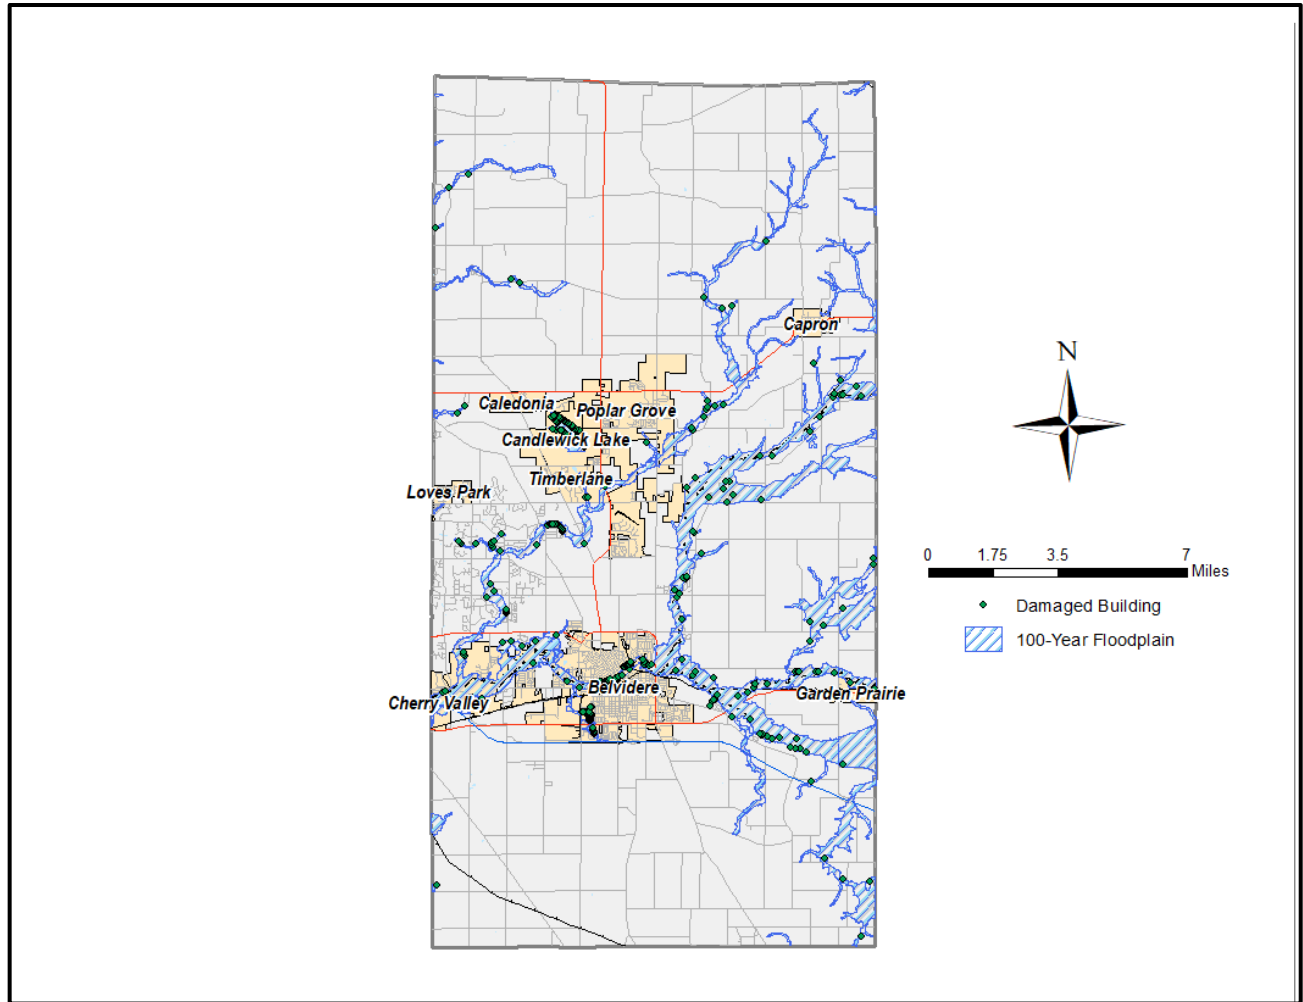 Capron
N
Caledonia
Poplar Grove
Candlewick Lake
Timberlane
Loves Park
0 1.75 3.5 7
Miles
Damaged Building
100-Year Floodplain
Belvidere
Garden Prairie
Cherry Valley